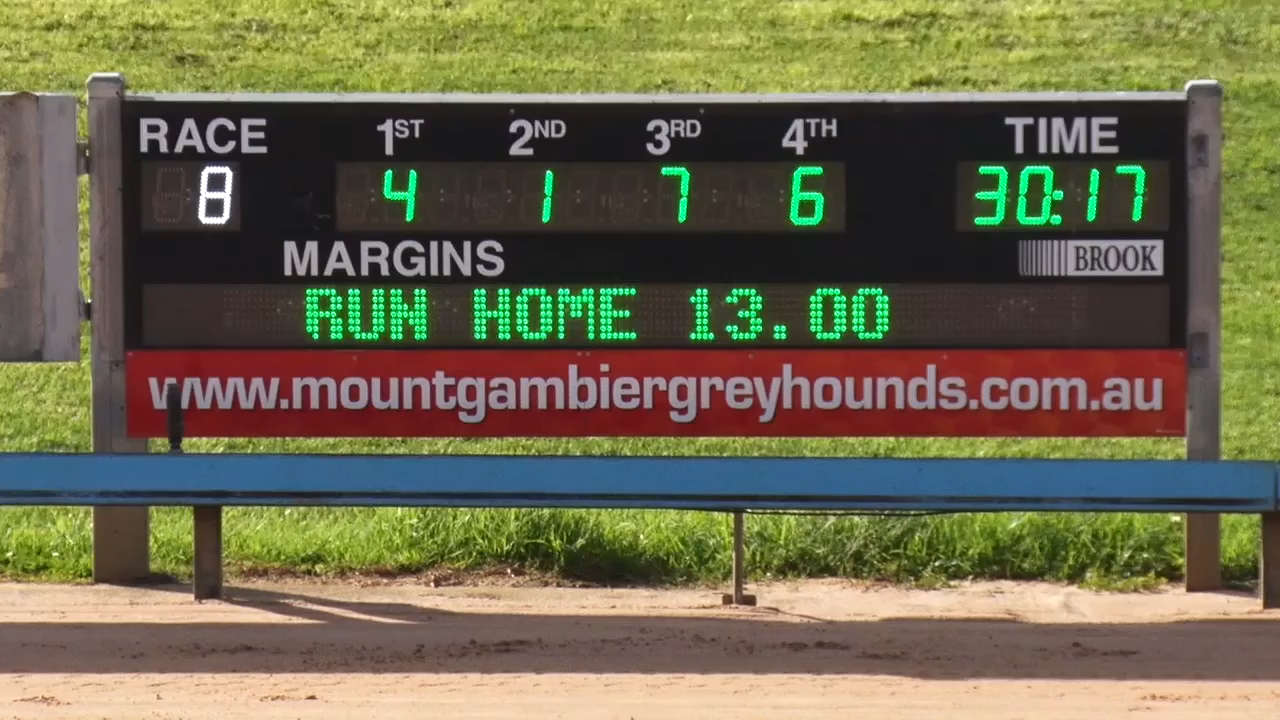 RACE 1ST 2ND 3RD 4TH TIME
8 4 1 7 6 30:17
MARGINS BROOK
RUN HOME 13.00
www.mountgambiergreyhounds.com.au